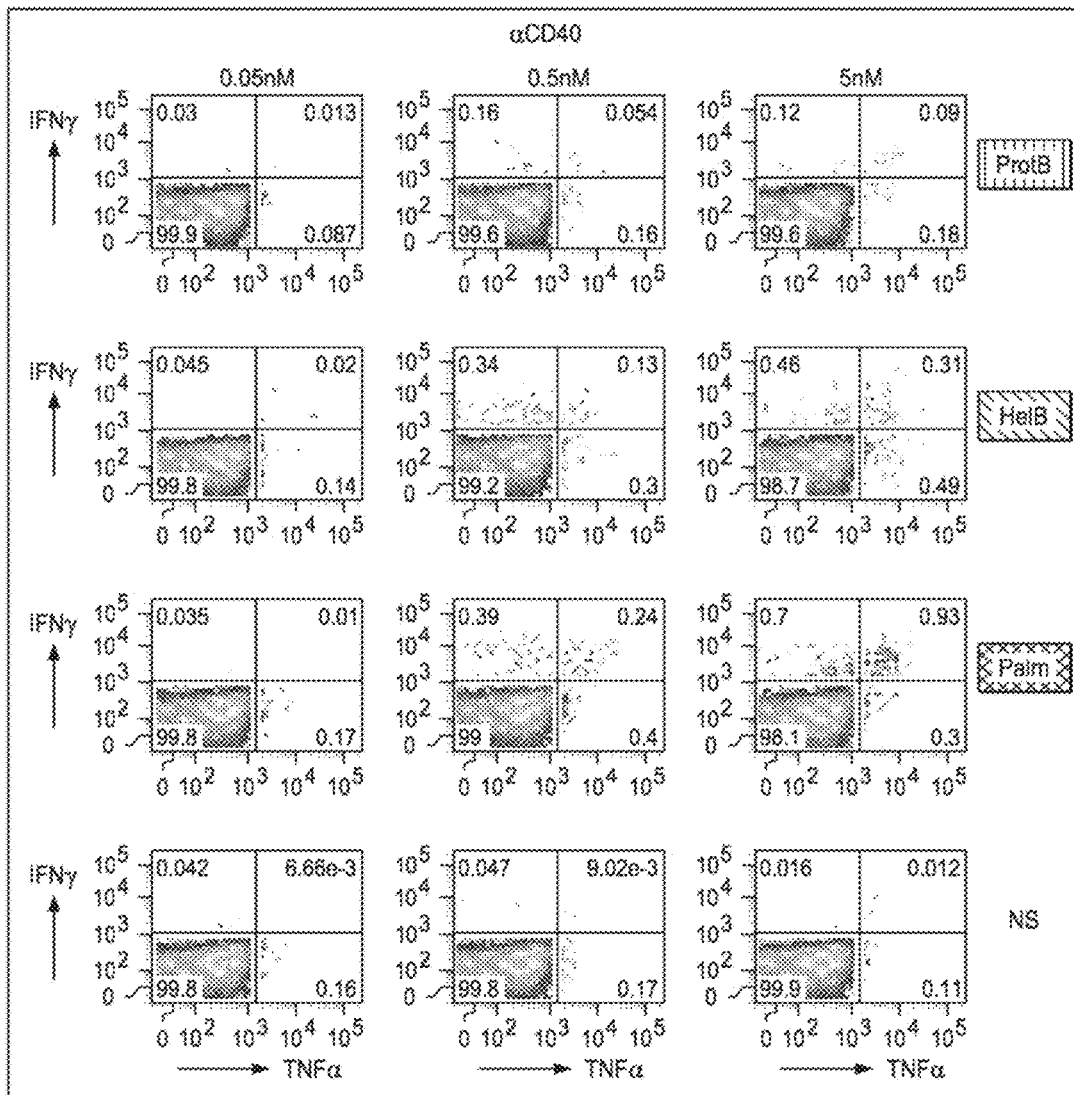 αCD40
0.05nM 0.5nM 5nM
IFNγ 10⁵ 10⁴ 10³ 10² 0 0.03 0.013 99.9 0.087
10⁵ 10⁴ 10³ 10² 0 0.16 0.054 99.6 0.16
10⁵ 10⁴ 10³ 10² 0 0.12 0.09 99.6 0.18
ProtB
0 10² 10³ 10⁴ 10⁵ 0 10² 10³ 10⁴ 10⁵ 0 10² 10³ 10⁴ 10⁵
IFNγ 10⁵ 10⁴ 10³ 10² 0 0.045 0.02 99.8 0.14
10⁵ 10⁴ 10³ 10² 0 0.34 0.13 99.2 0.3
10⁵ 10⁴ 10³ 10² 0 0.46 0.31 98.7 0.49
HelB
0 10² 10³ 10⁴ 10⁵ 0 10² 10³ 10⁴ 10⁵ 0 10² 10³ 10⁴ 10⁵
IFNγ 10⁵ 10⁴ 10³ 10² 0 0.035 0.01 99.8 0.17
10⁵ 10⁴ 10³ 10² 0 0.39 0.24 99 0.4
10⁵ 10⁴ 10³ 10² 0 0.7 0.93 98.1 0.3
Palm
0 10² 10³ 10⁴ 10⁵ 0 10² 10³ 10⁴ 10⁵ 0 10² 10³ 10⁴ 10⁵
IFNγ 10⁵ 10⁴ 10³ 10² 0 0.042 6.66e-3 99.8 0.16
10⁵ 10⁴ 10³ 10² 0 0.047 9.02e-3 99.8 0.17
10⁵ 10⁴ 10³ 10² 0 0.016 0.012 99.9 0.11
NS
0 10² 10³ 10⁴ 10⁵ 0 10² 10³ 10⁴ 10⁵ 0 10² 10³ 10⁴ 10⁵
TNFα TNFα TNFα